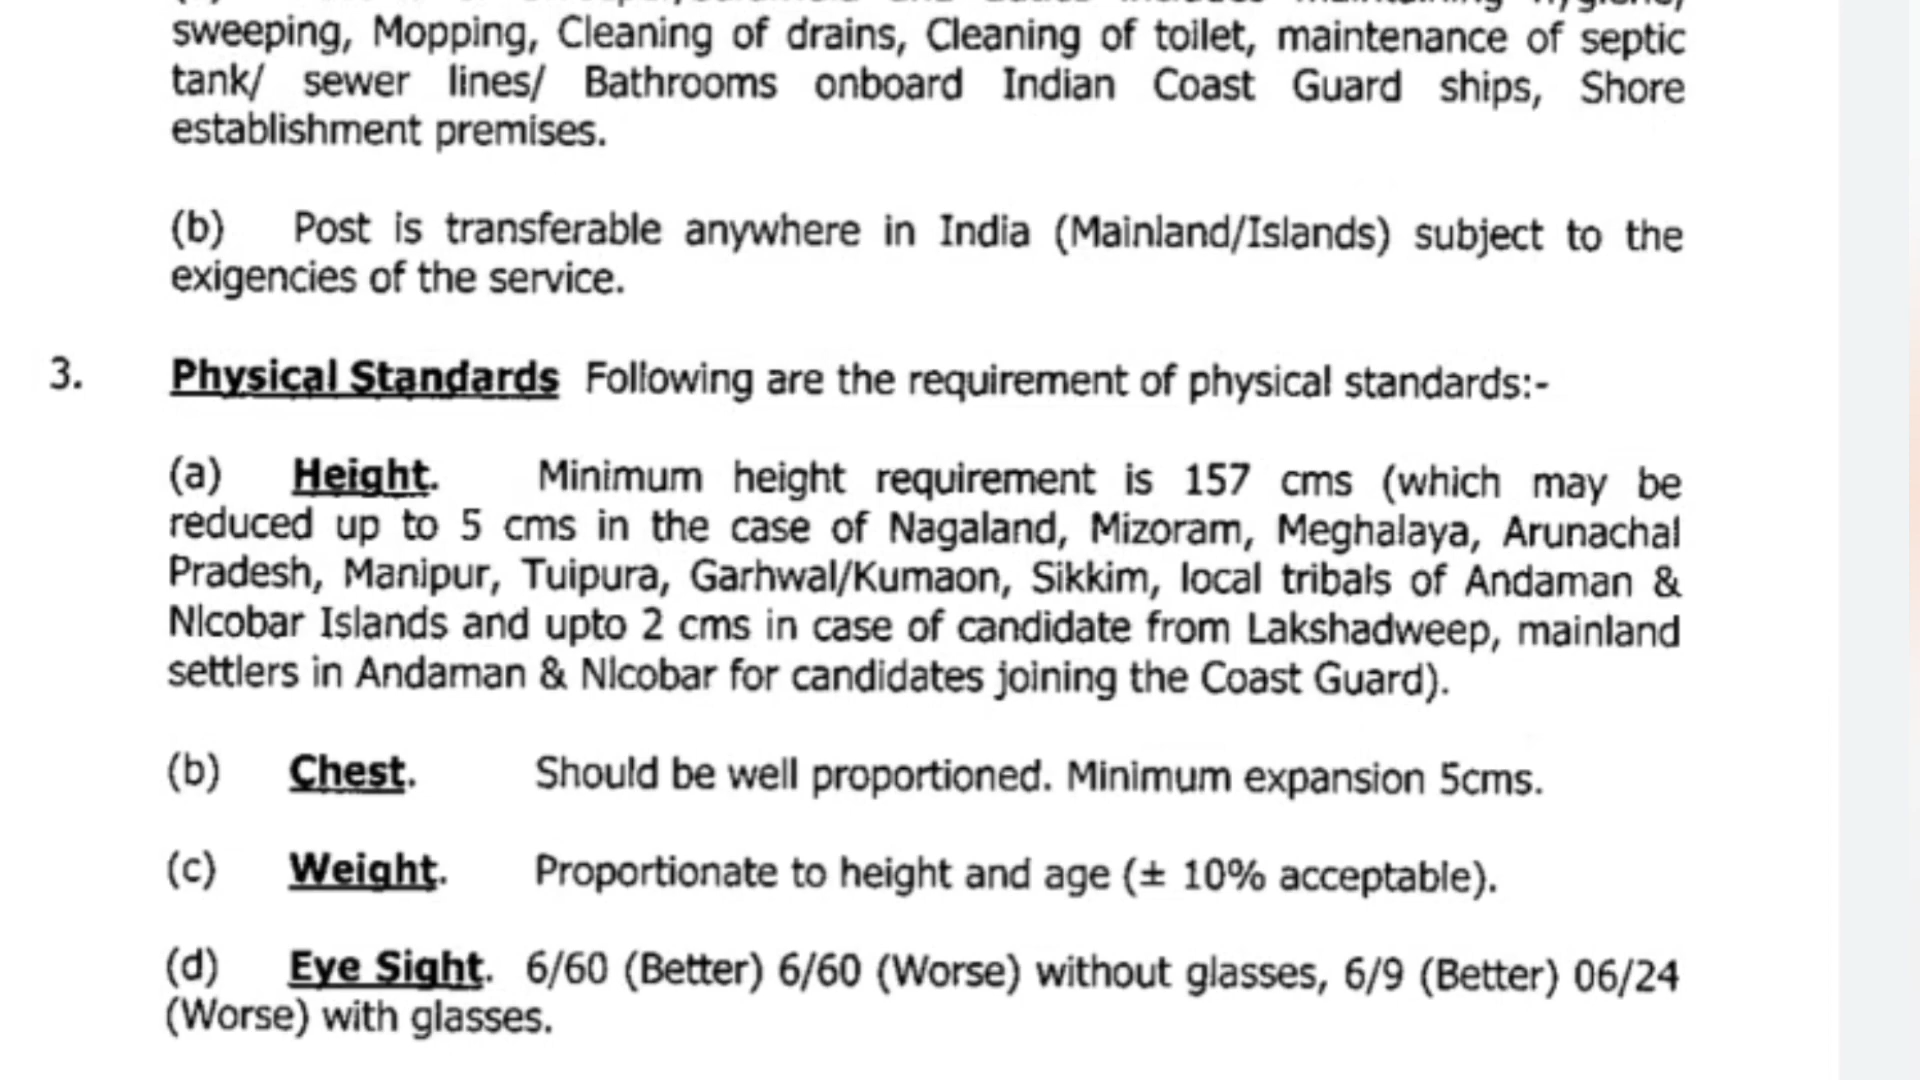 sweeping, Mopping, Cleaning of drains, Cleaning of toilet, maintenance of septic
tank/ sewer lines/ Bathrooms onboard Indian Coast Guard ships, Shore
establishment premises.
(b) Post is transferable anywhere in India (Mainland/Islands) subject to the
exigencies of the service.
3. Physical Standards Following are the requirement of physical standards:-
(a) Height. Minimum height requirement is 157 cms (which may be
reduced up to 5 cms in the case of Nagaland, Mizoram, Meghalaya, Arunachal
Pradesh, Manipur, Tuipura, Garhwal/Kumaon, Sikkim, local tribals of Andaman &
NIcobar Islands and upto 2 cms in case of candidate from Lakshadweep, mainland
settlers in Andaman & NIcobar for candidates joining the Coast Guard).
(b) Chest. Should be well proportioned. Minimum expansion 5cms.
(c) Weight. Proportionate to height and age (± 10% acceptable).
(d) Eye Sight. 6/60 (Better) 6/60 (Worse) without glasses, 6/9 (Better) 06/24
(Worse) with glasses.